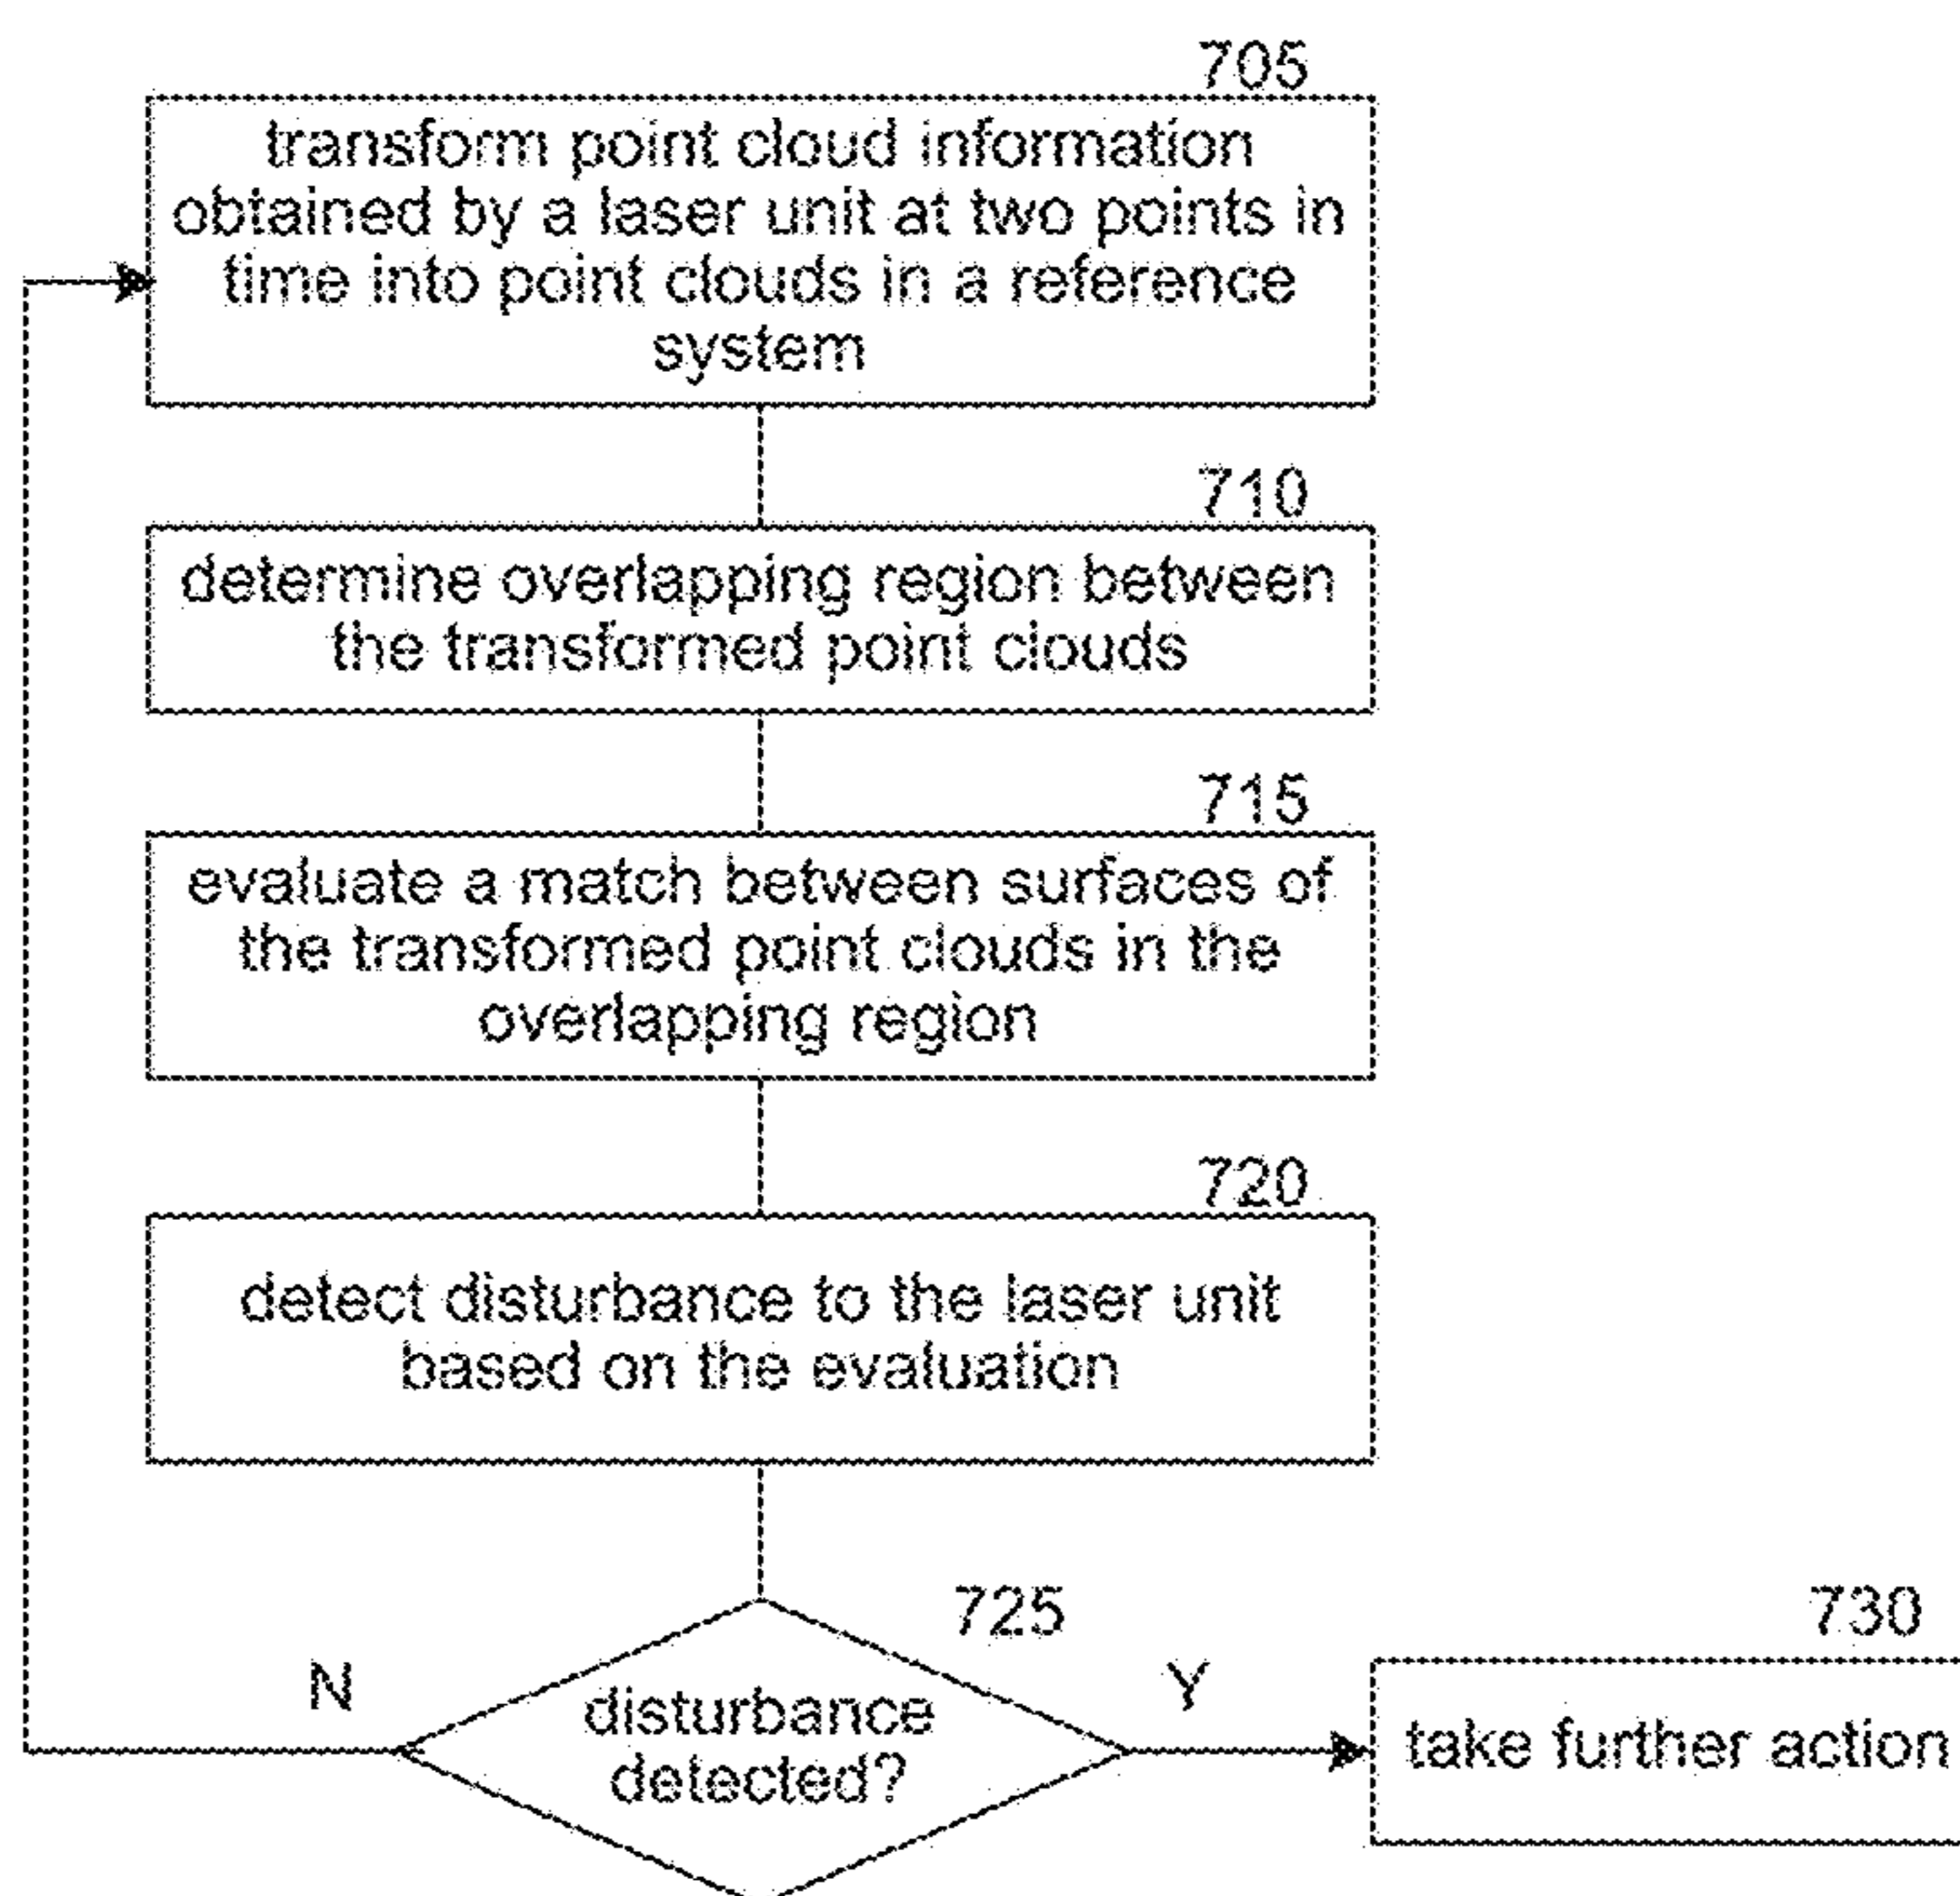 705
transform point cloud information
obtained by a laser unit at two points in
time into point clouds in a reference
system
710
determine overlapping region between
the transformed point clouds
715
evaluate a match between surfaces of
the transformed point clouds in the
overlapping region
720
detect disturbance to the laser unit
based on the evaluation
725
730
N
Y
disturbance
detected?
take further action